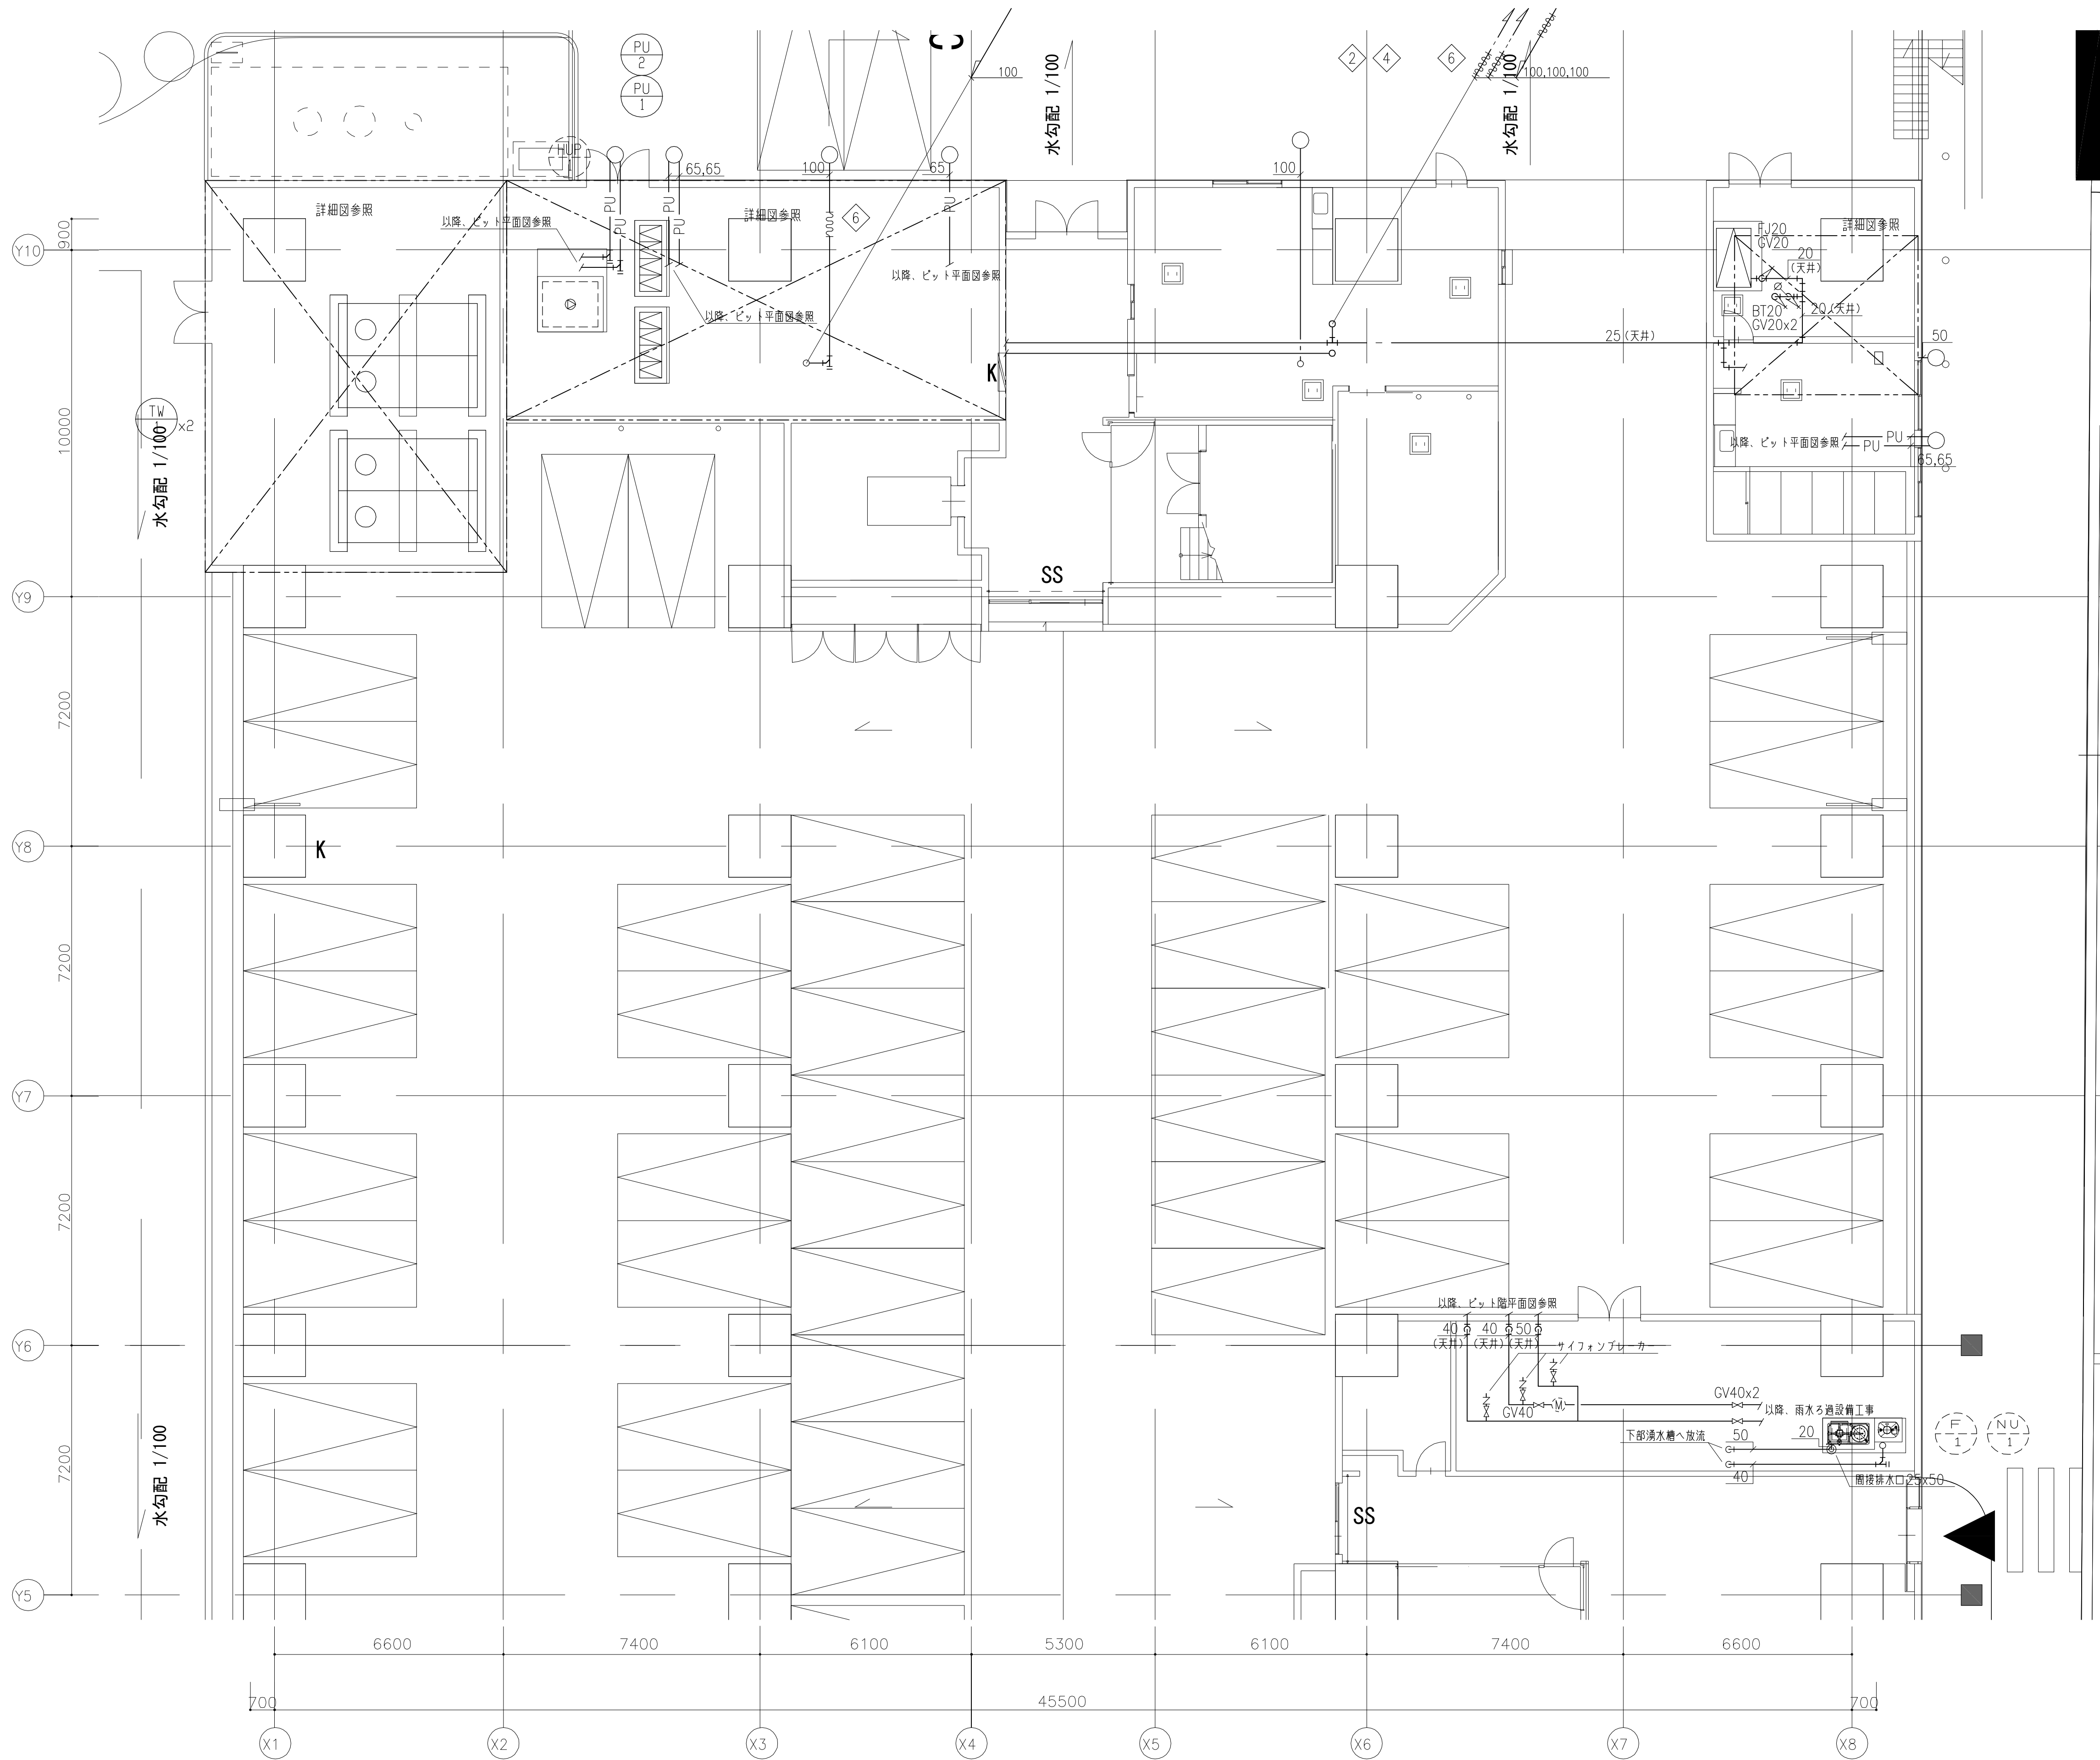 PU
2
PU
1
100
水勾配 1/100
2
4
6
水勾配 1/100
100,100,100
HUP
65,65
100
65
100
詳細図参照
以降、ピット平面図参照
PU
PU
PU
PU
詳細図参照
6
PU
以降、ピット平面図参照
以降、ピット平面図参照
FJ20
GV20
詳細図参照
20
(天井)
BT20
GV20x2
20(天井)
25(天井)
50
K
Y10
900
10000
TW
x2
水勾配 1/100
以降、ピット平面図参照
PU
PU
65,65
SS
Y9
7200
Y8
K
7200
Y7
7200
以降、ピット階平面図参照
40
(天井)
40
(天井)
50
(天井)
サイフォンブレーカー
Y6
GV40
M
GV40x2
以降、雨水ろ過設備工事
下部湧水槽へ放流
50
20
40
間接排水口25x50
F
1
NU
1
7200
水勾配 1/100
SS
Y5
6600
7400
6100
5300
6100
7400
6600
700
45500
700
X1
X2
X3
X4
X5
X6
X7
X8